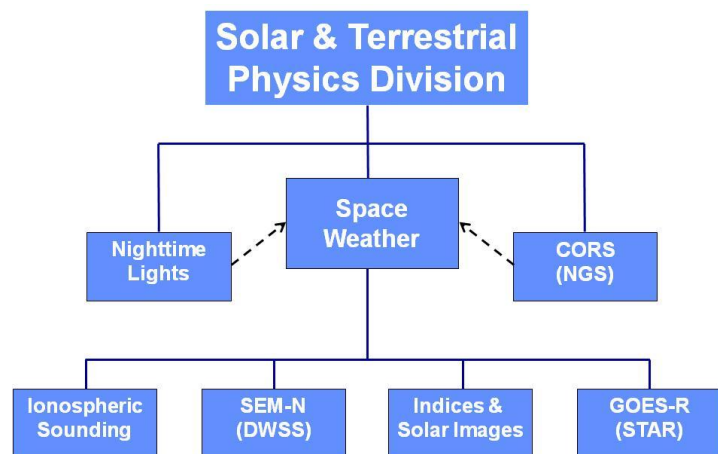 Solar & Terrestrial
Physics Division
Space
Weather
Nighttime
Lights
CORS
(NGS)
Ionospheric
Sounding
SEM-N
(DWSS)
Indices &
Solar Images
GOES-R
(STAR)